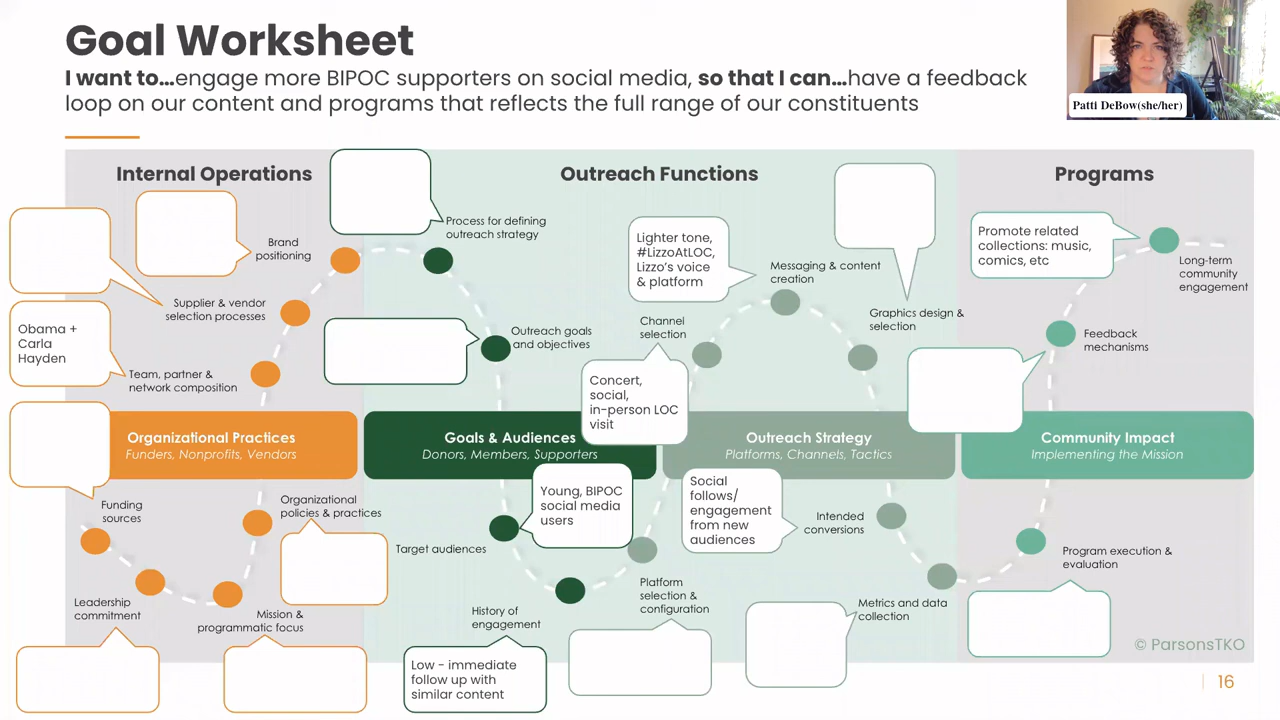 Goal Worksheet
I want to...engage more BIPOC supporters on social media, so that I can...have a feedback
loop on our content and programs that reflects the full range of our constituents
Patti DeBow(she/her)
Internal Operations
Outreach Functions
Programs
Brand
positioning
Supplier & vendor
selection processes
Obama +
Carla
Hayden
Team, partner &
network composition
Process for defining
outreach strategy
Outreach goals
and objectives
Lighter tone,
#LizzoAtLOC,
Lizzo's voice
& platform
Messaging & content
creation
Channel
selection
Graphics design &
selection
Concert,
social,
in-person LOC
visit
Promote related
collections: music,
comics, etc
Long-term
community
engagement
Feedback
mechanisms
Organizational Practices
Funders, Nonprofits, Vendors
Goals & Audiences
Donors, Members, Supporters
Outreach Strategy
Platforms, Channels, Tactics
Community Impact
Implementing the Mission
Funding
sources
Organizational
policies & practices
Leadership
commitment
Mission &
programmatic focus
Young, BIPOC
social media
users
Target audiences
History of
engagement
Low - immediate
follow up with
similar content
Platform
selection &
configuration
Social
follows/
engagement
from new
audiences
Intended
conversions
Metrics and data
collection
Program execution &
evaluation
© ParsonsTKO
16